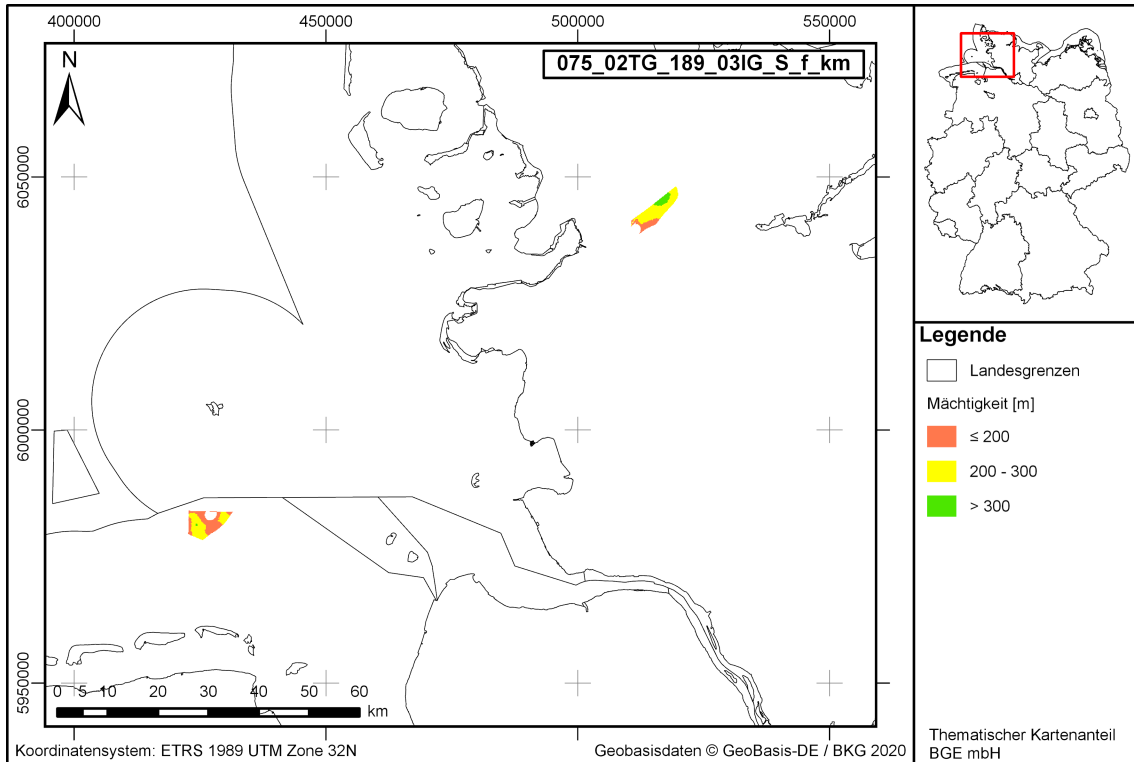 400000 450000 500000 550000
N
075_02TG_189_03IG_S_f_km
6050000
6000000
5950000
0 5 10 20 30 40 50 60
km
Koordinatensystem: ETRS 1989 UTM Zone 32N
Geobasisdaten © GeoBasis-DE / BKG 2020
Legende
Landesgrenzen
Mächtigkeit [m]
≤ 200
200 - 300
> 300
Thematischer Kartenanteil
BGE mbH